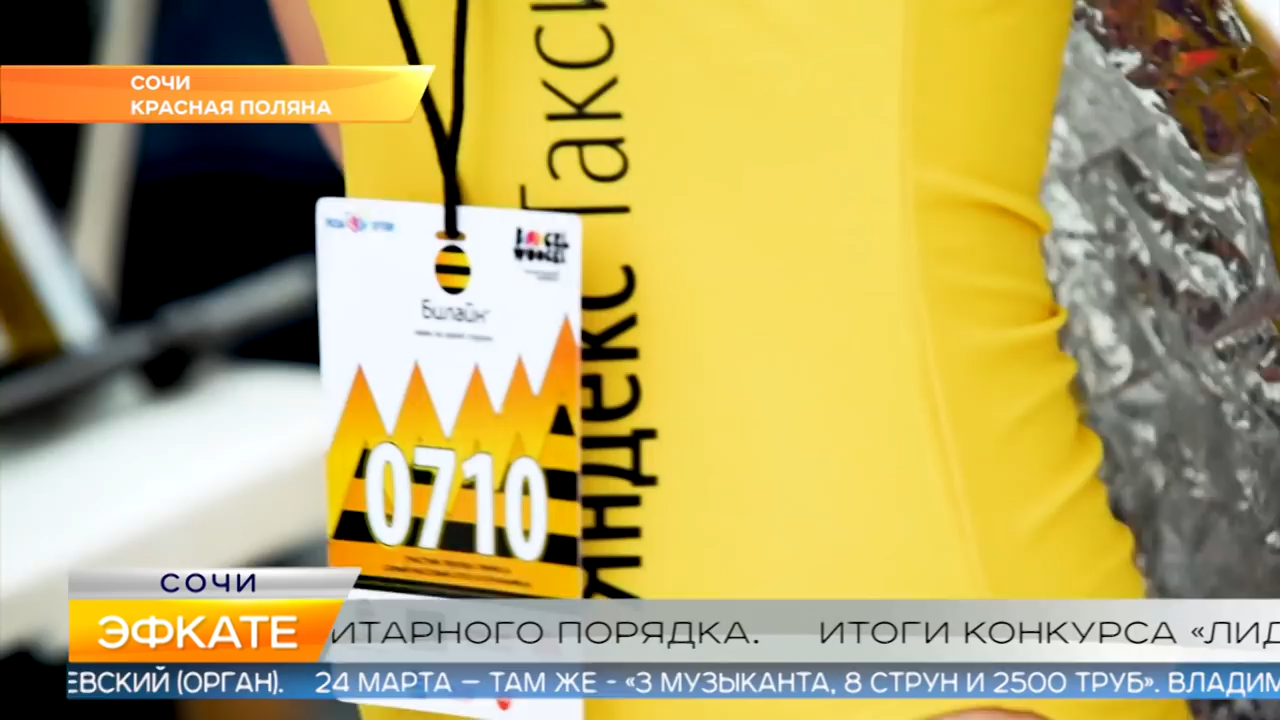 СОЧИ
КРАСНАЯ ПОЛЯНА
Яндекс Такси
Билайн
0710
СОЧИ
ЭФКАТЕ
ИТАРНОГО ПОРЯДКА. ИТОГИ КОНКУРСА «ЛИД
ЕВСКИЙ (ОРГАН). 24 МАРТА – ТАМ ЖЕ - «3 МУЗЫКАНТА, 8 СТРУН И 2500 ТРУБ». ВЛАДИМ